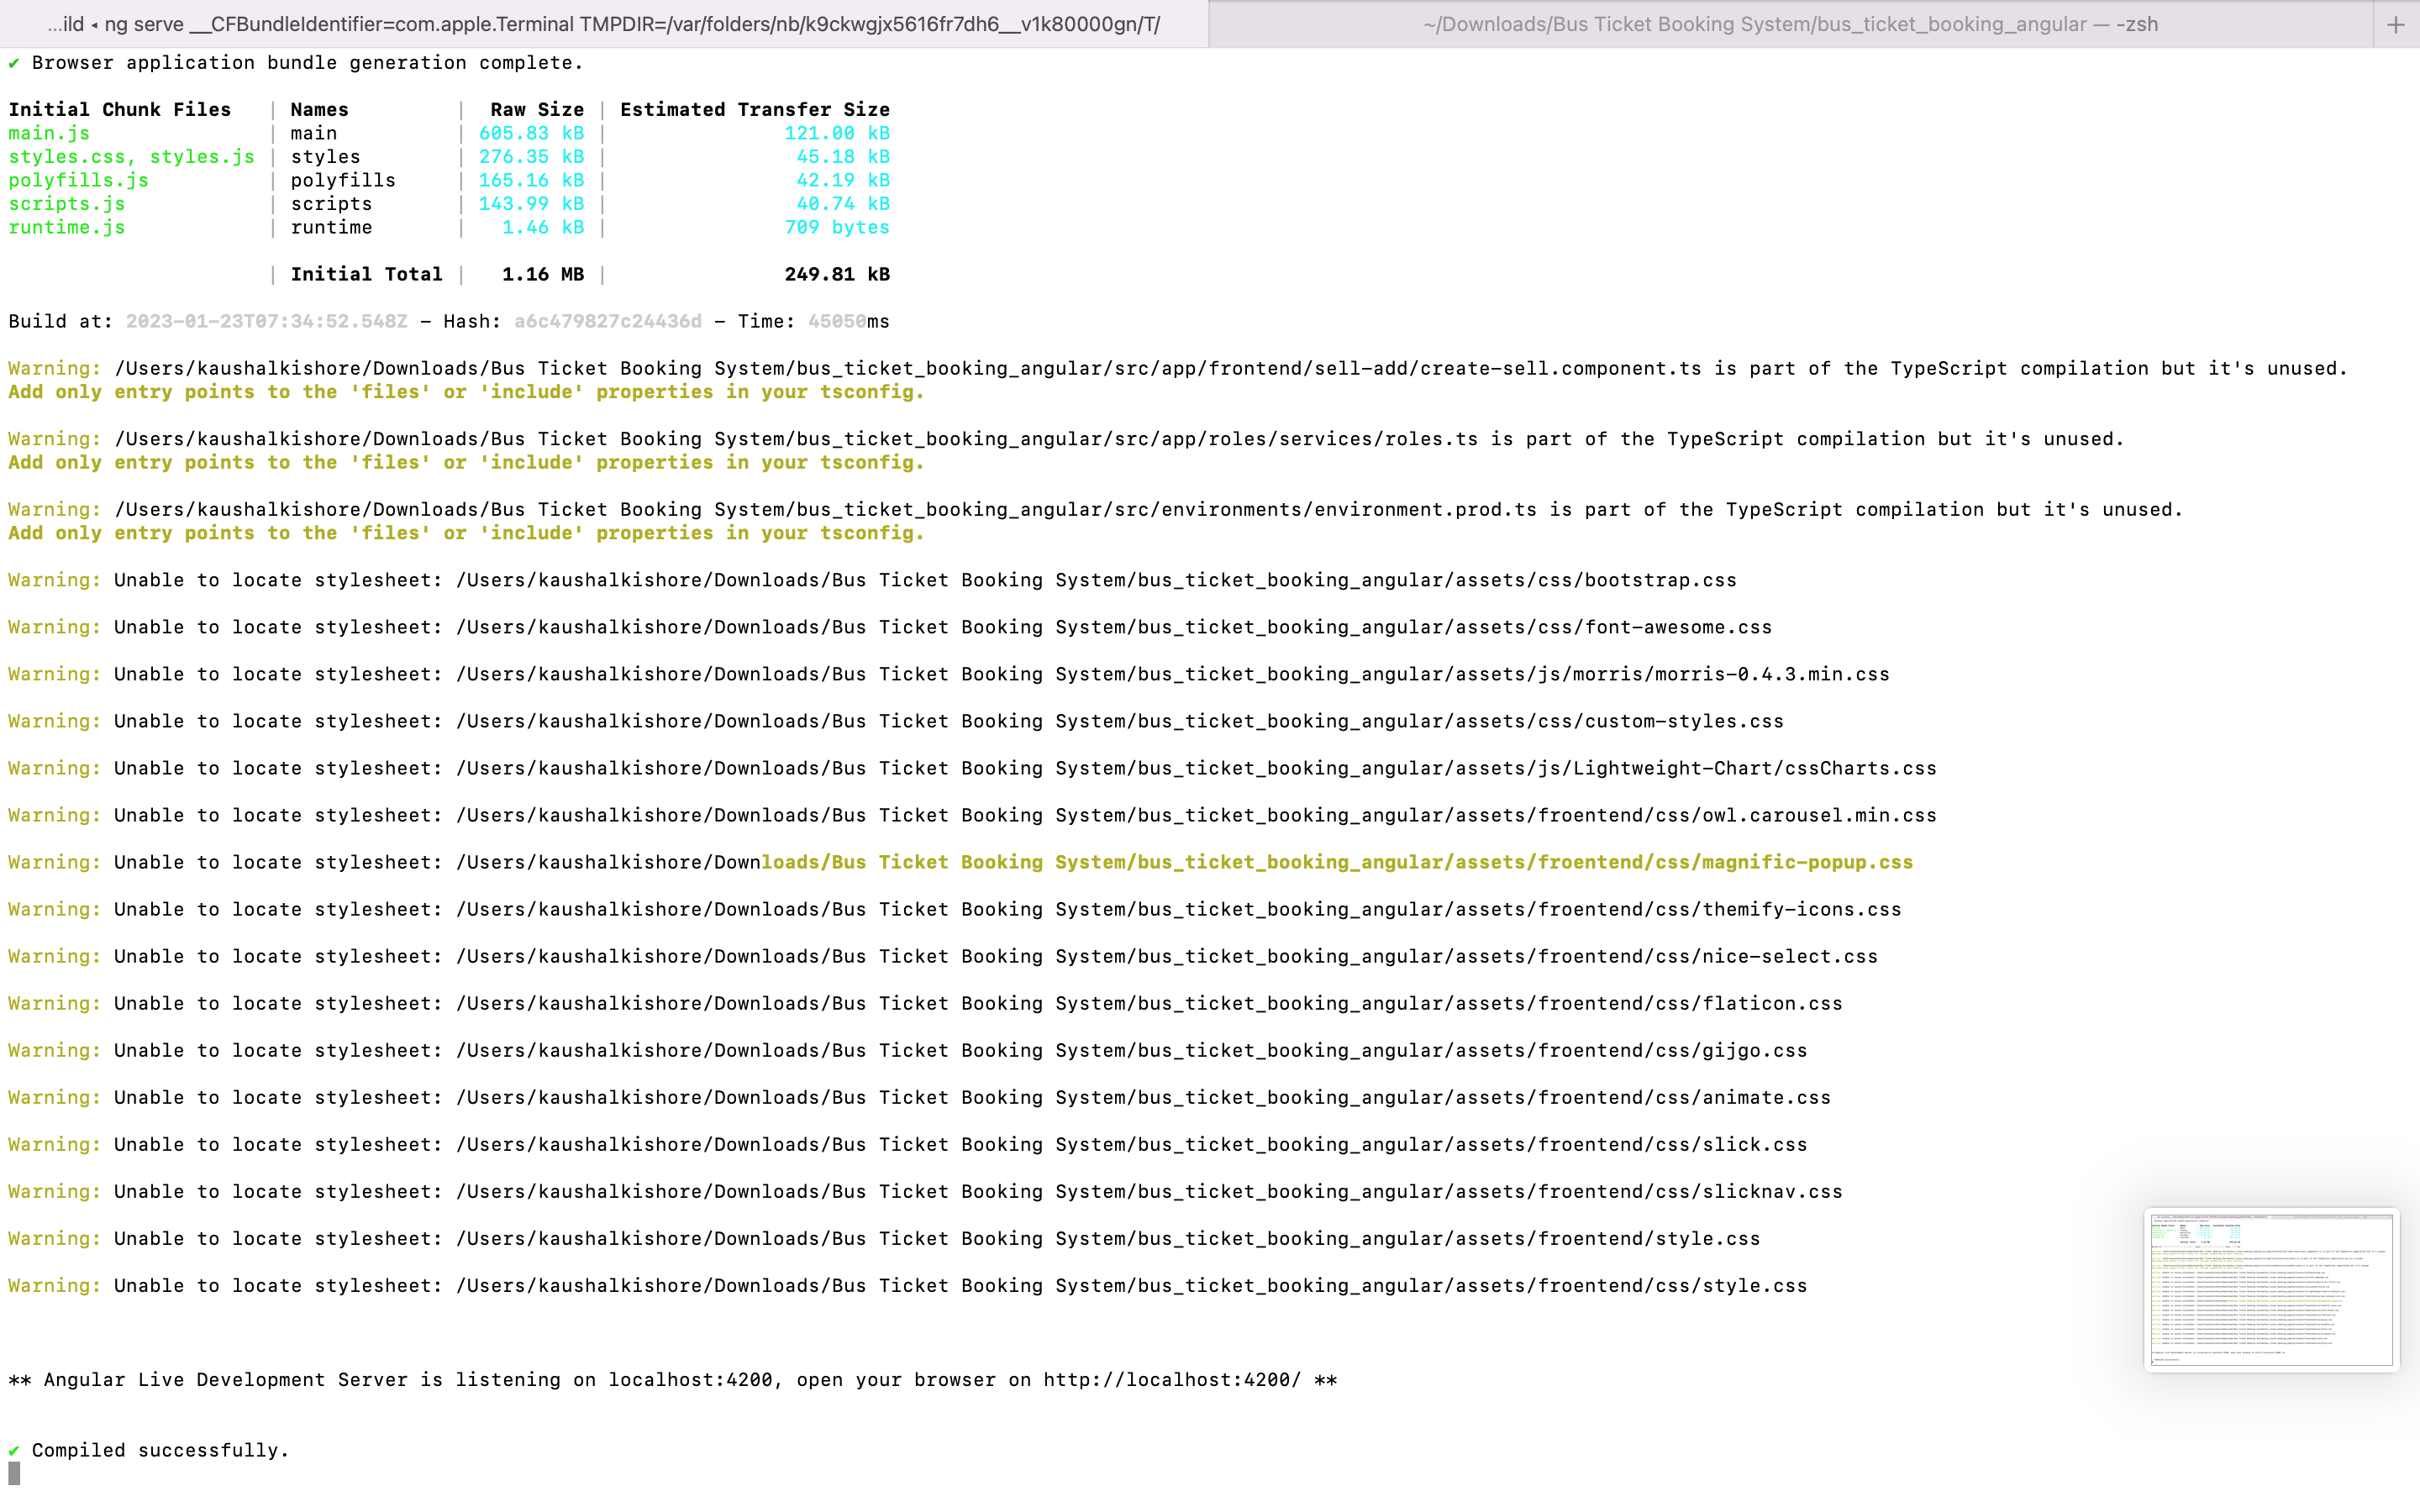 ...ild ◂ ng serve __CFBundleIdentifier=com.apple.Terminal TMPDIR=/var/folders/nb/k9ckwgjx5616fr7dh6__v1k80000gn/T/
~/Downloads/Bus Ticket Booking System/bus_ticket_booking_angular — -zsh
+
✔ Browser application bundle generation complete.
Initial Chunk Files | Names | Raw Size | Estimated Transfer Size
main.js | main | 605.83 kB | 121.00 kB
styles.css, styles.js | styles | 276.35 kB | 45.18 kB
polyfills.js | polyfills | 165.16 kB | 42.19 kB
scripts.js | scripts | 143.99 kB | 40.74 kB
runtime.js | runtime | 1.46 kB | 709 bytes
| Initial Total | 1.16 MB | 249.81 kB
Build at: 2023-01-23T07:34:52.548Z - Hash: a6c479827c24436d - Time: 45050ms
Warning: /Users/kaushalkishore/Downloads/Bus Ticket Booking System/bus_ticket_booking_angular/src/app/frontend/sell-add/create-sell.component.ts is part of the TypeScript compilation but it's unused.
Add only entry points to the 'files' or 'include' properties in your tsconfig.
Warning: /Users/kaushalkishore/Downloads/Bus Ticket Booking System/bus_ticket_booking_angular/src/app/roles/services/roles.ts is part of the TypeScript compilation but it's unused.
Add only entry points to the 'files' or 'include' properties in your tsconfig.
Warning: /Users/kaushalkishore/Downloads/Bus Ticket Booking System/bus_ticket_booking_angular/src/environments/environment.prod.ts is part of the TypeScript compilation but it's unused.
Add only entry points to the 'files' or 'include' properties in your tsconfig.
Warning: Unable to locate stylesheet: /Users/kaushalkishore/Downloads/Bus Ticket Booking System/bus_ticket_booking_angular/assets/css/bootstrap.css
Warning: Unable to locate stylesheet: /Users/kaushalkishore/Downloads/Bus Ticket Booking System/bus_ticket_booking_angular/assets/css/font-awesome.css
Warning: Unable to locate stylesheet: /Users/kaushalkishore/Downloads/Bus Ticket Booking System/bus_ticket_booking_angular/assets/js/morris/morris-0.4.3.min.css
Warning: Unable to locate stylesheet: /Users/kaushalkishore/Downloads/Bus Ticket Booking System/bus_ticket_booking_angular/assets/css/custom-styles.css
Warning: Unable to locate stylesheet: /Users/kaushalkishore/Downloads/Bus Ticket Booking System/bus_ticket_booking_angular/assets/js/Lightweight-Chart/cssCharts.css
Warning: Unable to locate stylesheet: /Users/kaushalkishore/Downloads/Bus Ticket Booking System/bus_ticket_booking_angular/assets/froentend/css/owl.carousel.min.css
Warning: Unable to locate stylesheet: /Users/kaushalkishore/Downloads/Bus Ticket Booking System/bus_ticket_booking_angular/assets/froentend/css/magnific-popup.css
Warning: Unable to locate stylesheet: /Users/kaushalkishore/Downloads/Bus Ticket Booking System/bus_ticket_booking_angular/assets/froentend/css/themify-icons.css
Warning: Unable to locate stylesheet: /Users/kaushalkishore/Downloads/Bus Ticket Booking System/bus_ticket_booking_angular/assets/froentend/css/nice-select.css
Warning: Unable to locate stylesheet: /Users/kaushalkishore/Downloads/Bus Ticket Booking System/bus_ticket_booking_angular/assets/froentend/css/flaticon.css
Warning: Unable to locate stylesheet: /Users/kaushalkishore/Downloads/Bus Ticket Booking System/bus_ticket_booking_angular/assets/froentend/css/gijgo.css
Warning: Unable to locate stylesheet: /Users/kaushalkishore/Downloads/Bus Ticket Booking System/bus_ticket_booking_angular/assets/froentend/css/animate.css
Warning: Unable to locate stylesheet: /Users/kaushalkishore/Downloads/Bus Ticket Booking System/bus_ticket_booking_angular/assets/froentend/css/slick.css
Warning: Unable to locate stylesheet: /Users/kaushalkishore/Downloads/Bus Ticket Booking System/bus_ticket_booking_angular/assets/froentend/css/slicknav.css
Warning: Unable to locate stylesheet: /Users/kaushalkishore/Downloads/Bus Ticket Booking System/bus_ticket_booking_angular/assets/froentend/style.css
Warning: Unable to locate stylesheet: /Users/kaushalkishore/Downloads/Bus Ticket Booking System/bus_ticket_booking_angular/assets/froentend/css/style.css
** Angular Live Development Server is listening on localhost:4200, open your browser on http://localhost:4200/ **
✔ Compiled successfully.